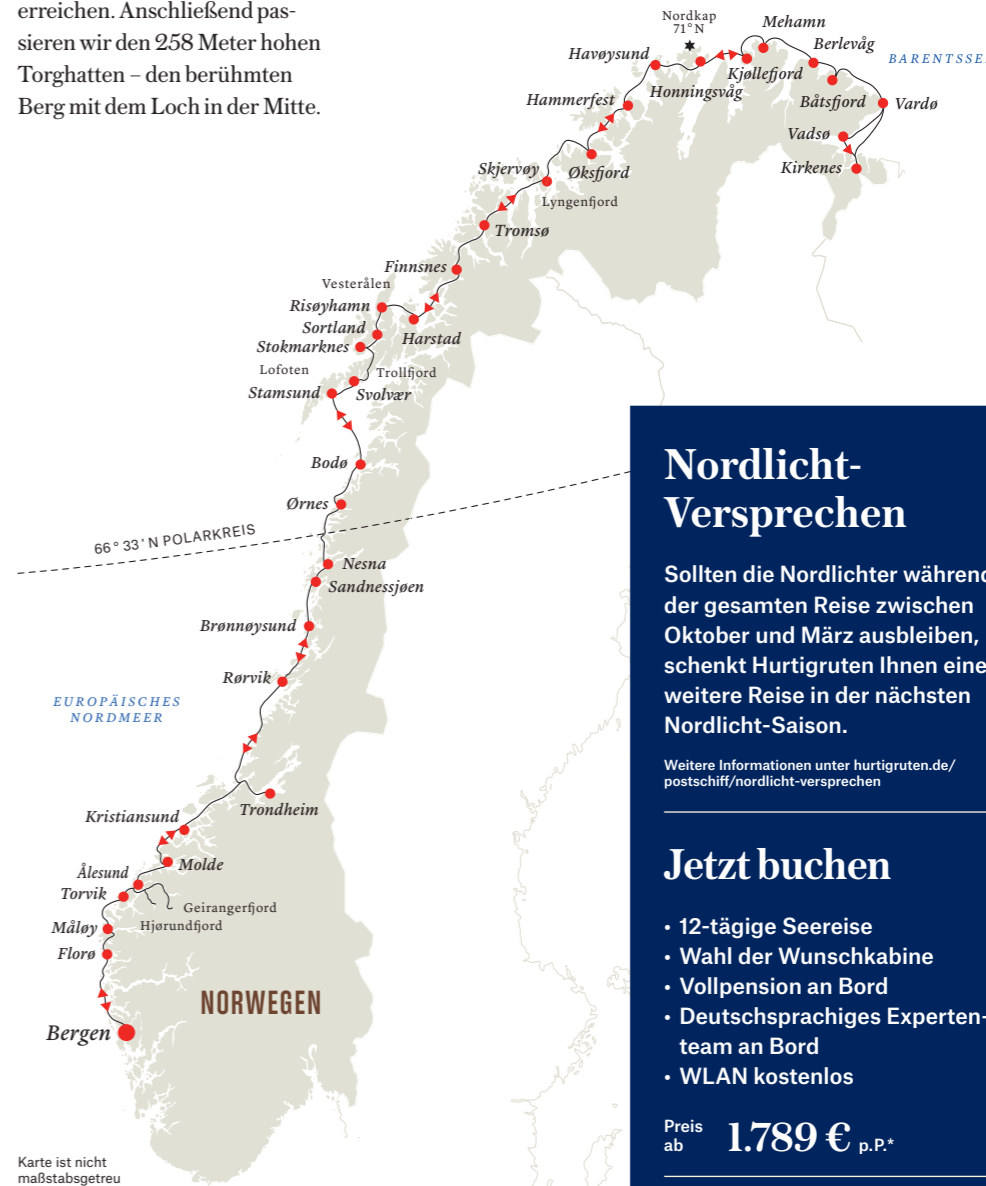 erreichen. Anschließend pas-
sieren wir den 258 Meter hohen
Torghatten – den berühmten
Berg mit dem Loch in der Mitte.
Nordkap
71° N
Mehamn
Berlevåg
Havøysund
BARENTSSE
Kjøllefjord
Honningsvåg
Hammerfest
Båtsfjord
Vardø
Vadsø
Kirkenes
Skjervøy
Øksfjord
Lyngenfjord
Tromsø
Finnsnes
Vesterålen
Risøyhamn
Sortland
Harstad
Stokmarknes
Lofoten
Trollfjord
Stamsund
Svolvær
Bodø
Ørnes
66° 33' N POLARKREIS
Nesna
Sandnessjøen
Brønnøysund
Rørvik
EUROPÄISCHES
NORDMEER
Trondheim
Kristiansund
Molde
Ålesund
Torvik
Geirangerfjord
Hjørundfjord
Måløy
Florø
NORWEGEN
Bergen
Karte ist nicht
maßstabsgetreu
Nordlicht-
Versprechen
Sollten die Nordlichter während
der gesamten Reise zwischen
Oktober und März ausbleiben,
schenkt Hurtigruten Ihnen eine
weitere Reise in der nächsten
Nordlicht-Saison.
Weitere Informationen unter hurtigruten.de/
postschiff/nordlicht-versprechen
Jetzt buchen
• 12-tägige Seereise
• Wahl der Wunschkabine
• Vollpension an Bord
• Deutschsprachiges Experten-
team an Bord
• WLAN kostenlos
Preis
ab 1.789 € p.P.*